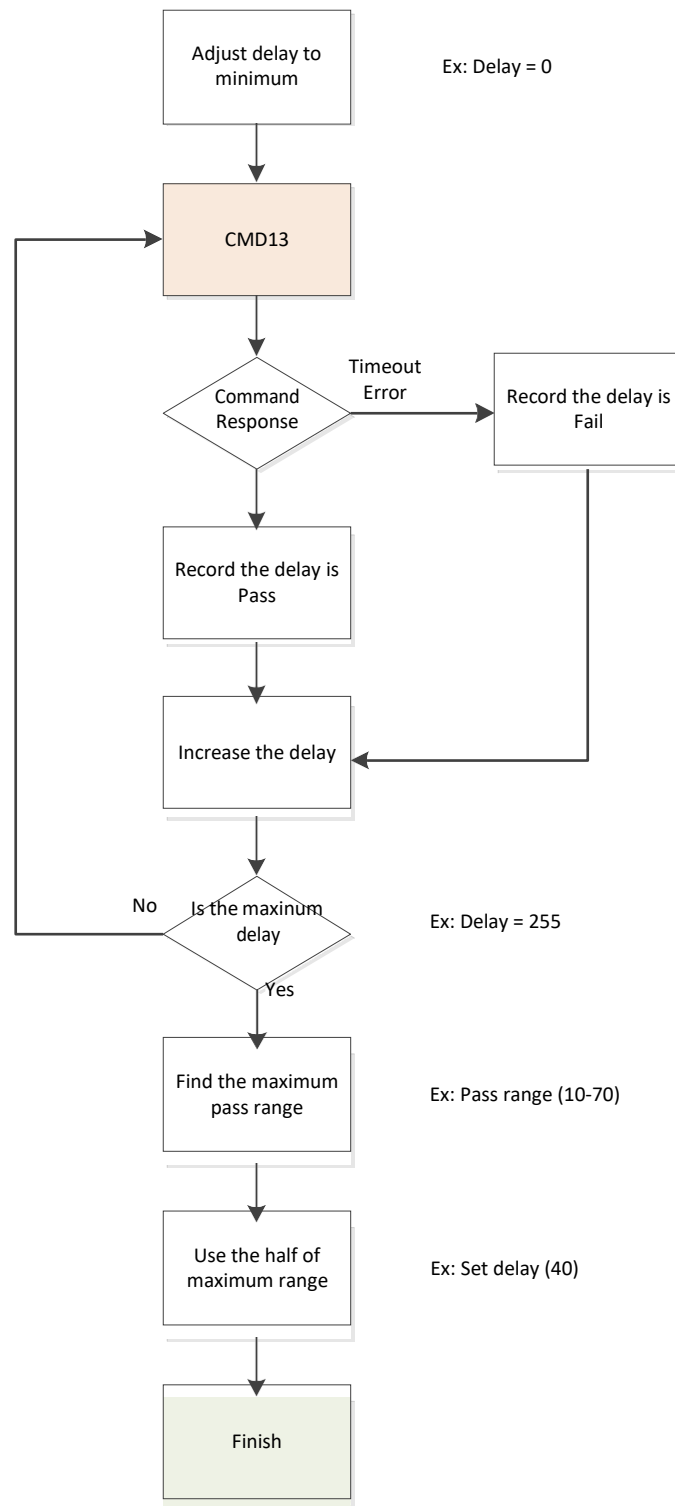 Adjust delay to
minimum
Ex: Delay = 0
CMD13
Command
Response
Timeout
Error
Record the delay is
Fail
Record the delay is
Pass
Increase the delay
No
Is the maxinum
delay
Ex: Delay = 255
Yes
Find the maximum
pass range
Ex: Pass range (10-70)
Use the half of
maximum range
Ex: Set delay (40)
Finish